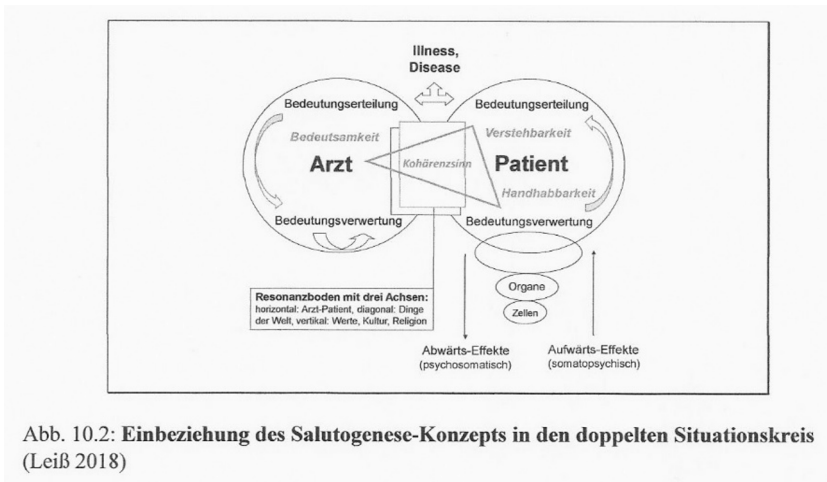 Illness,
Disease
Bedeutungserteilung
Bedeutungserteilung
Bedeutsamkeit
Verstehbarkeit
Arzt
Kohärenzsinn
Patient
Handhabbarkeit
Bedeutungsverwertung
Bedeutungsverwertung
Organe
Zellen
Resonanzboden mit drei Achsen:
horizontal: Arzt-Patient, diagonal: Dinge
der Welt, vertikal: Werte, Kultur, Religion
Abwärts-Effekte
(psychosomatisch)
Aufwärts-Effekte
(somatopsychisch)
Abb. 10.2: Einbeziehung des Salutogenese-Konzepts in den doppelten Situationskreis
(Leiß 2018)